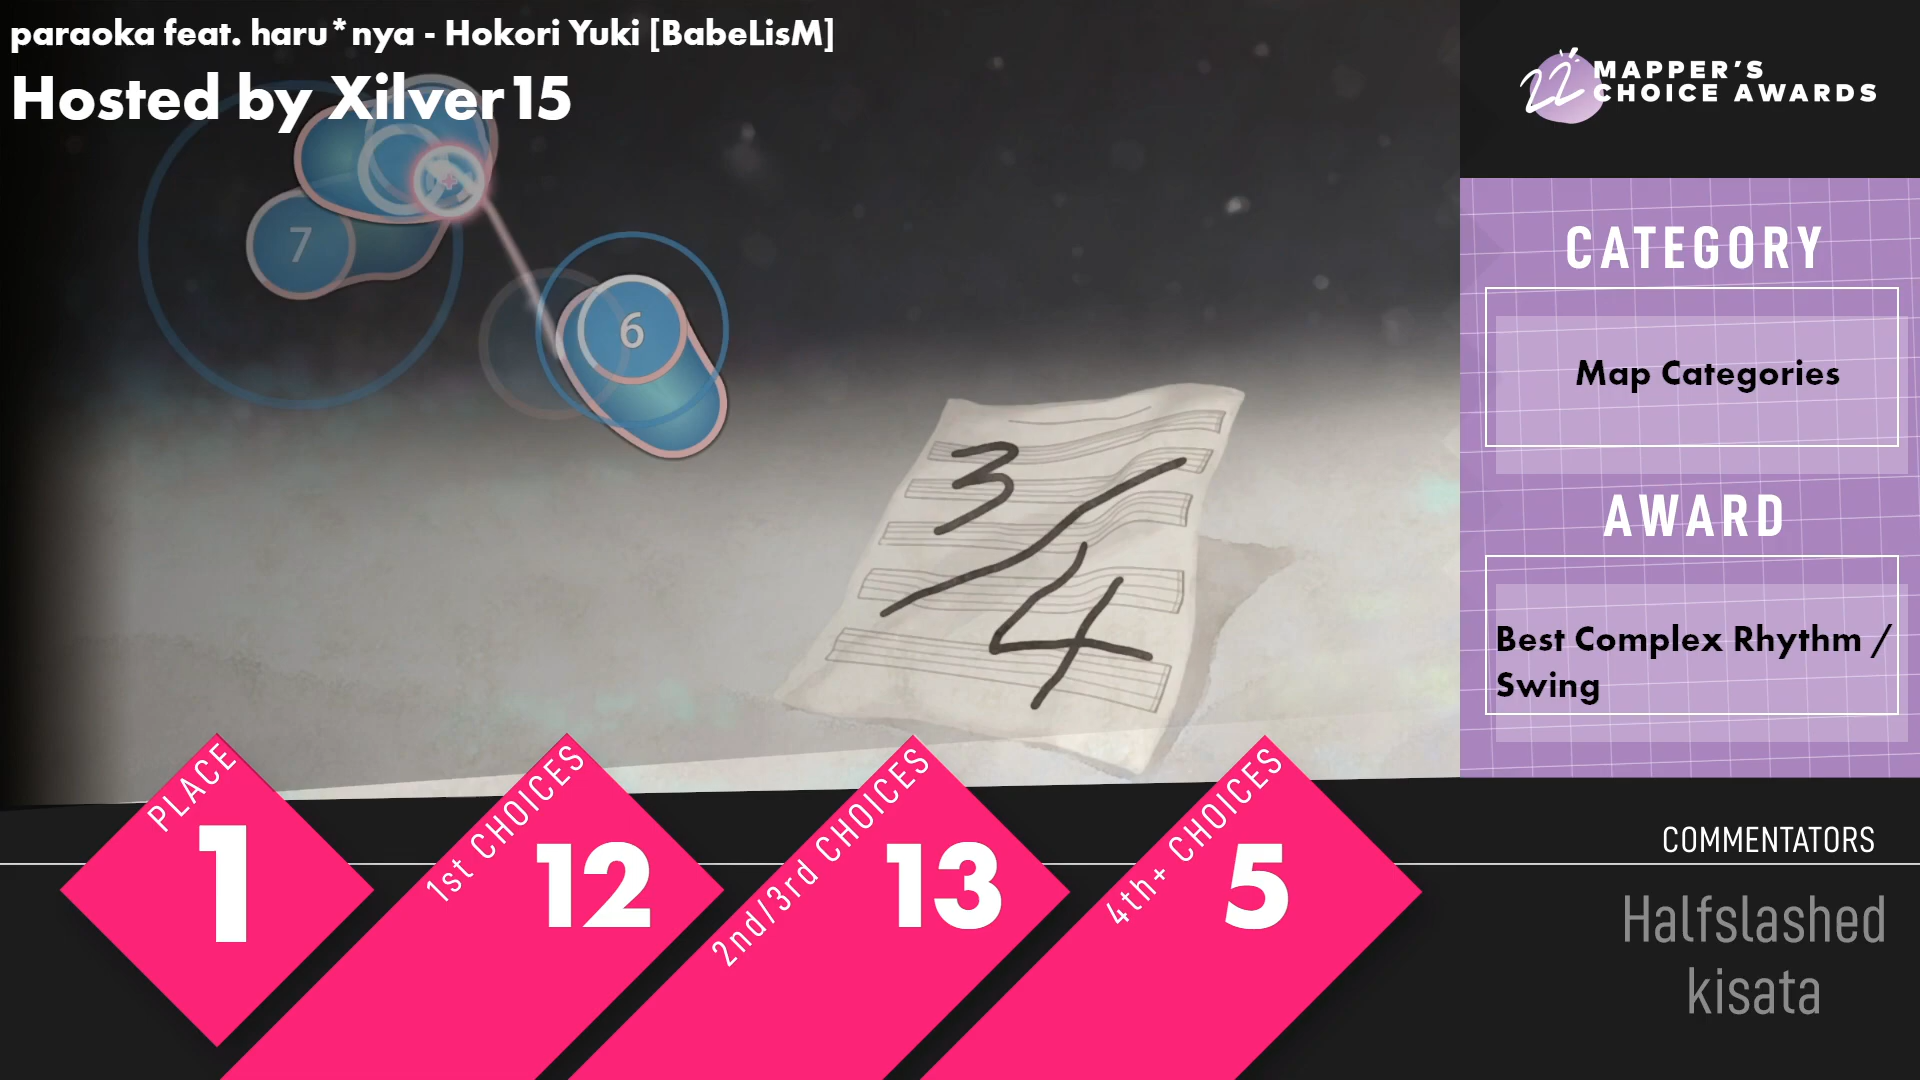 paraoka feat. haru*nya - Hokori Yuki [BabeLisM]
Hosted by Xilver15
22 MAPPER'S
CHOICE AWARDS
7
6
3/4
CATEGORY
Map Categories
AWARD
Best Complex Rhythm /
Swing
PLACE
1
1st CHOICES
12
2nd/3rd CHOICES
13
4th+ CHOICES
5
COMMENTATORS
Halfslashed
kisata